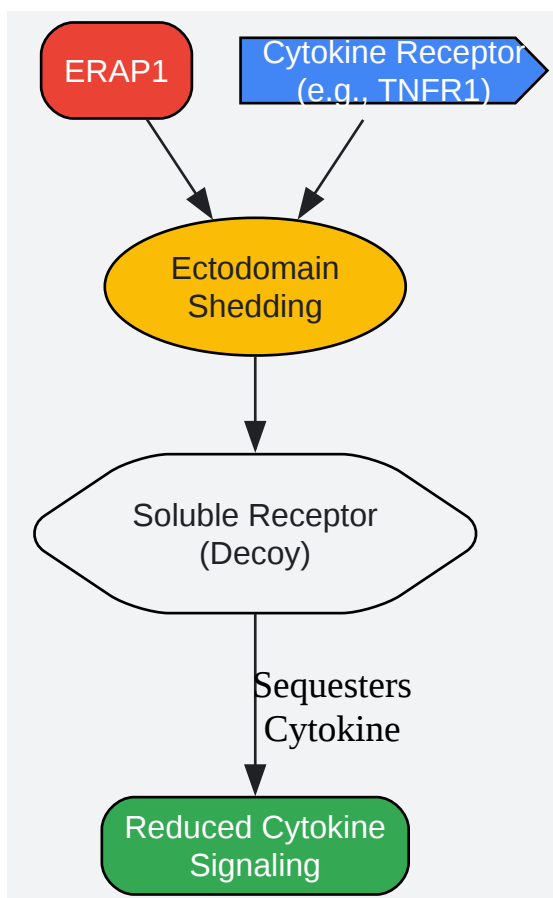 ERAP1
Cytokine Receptor
(e.g., TNFR1)
Ectodomain
Shedding
Soluble Receptor
(Decoy)
Sequesters
Cytokine
Reduced Cytokine
Signaling